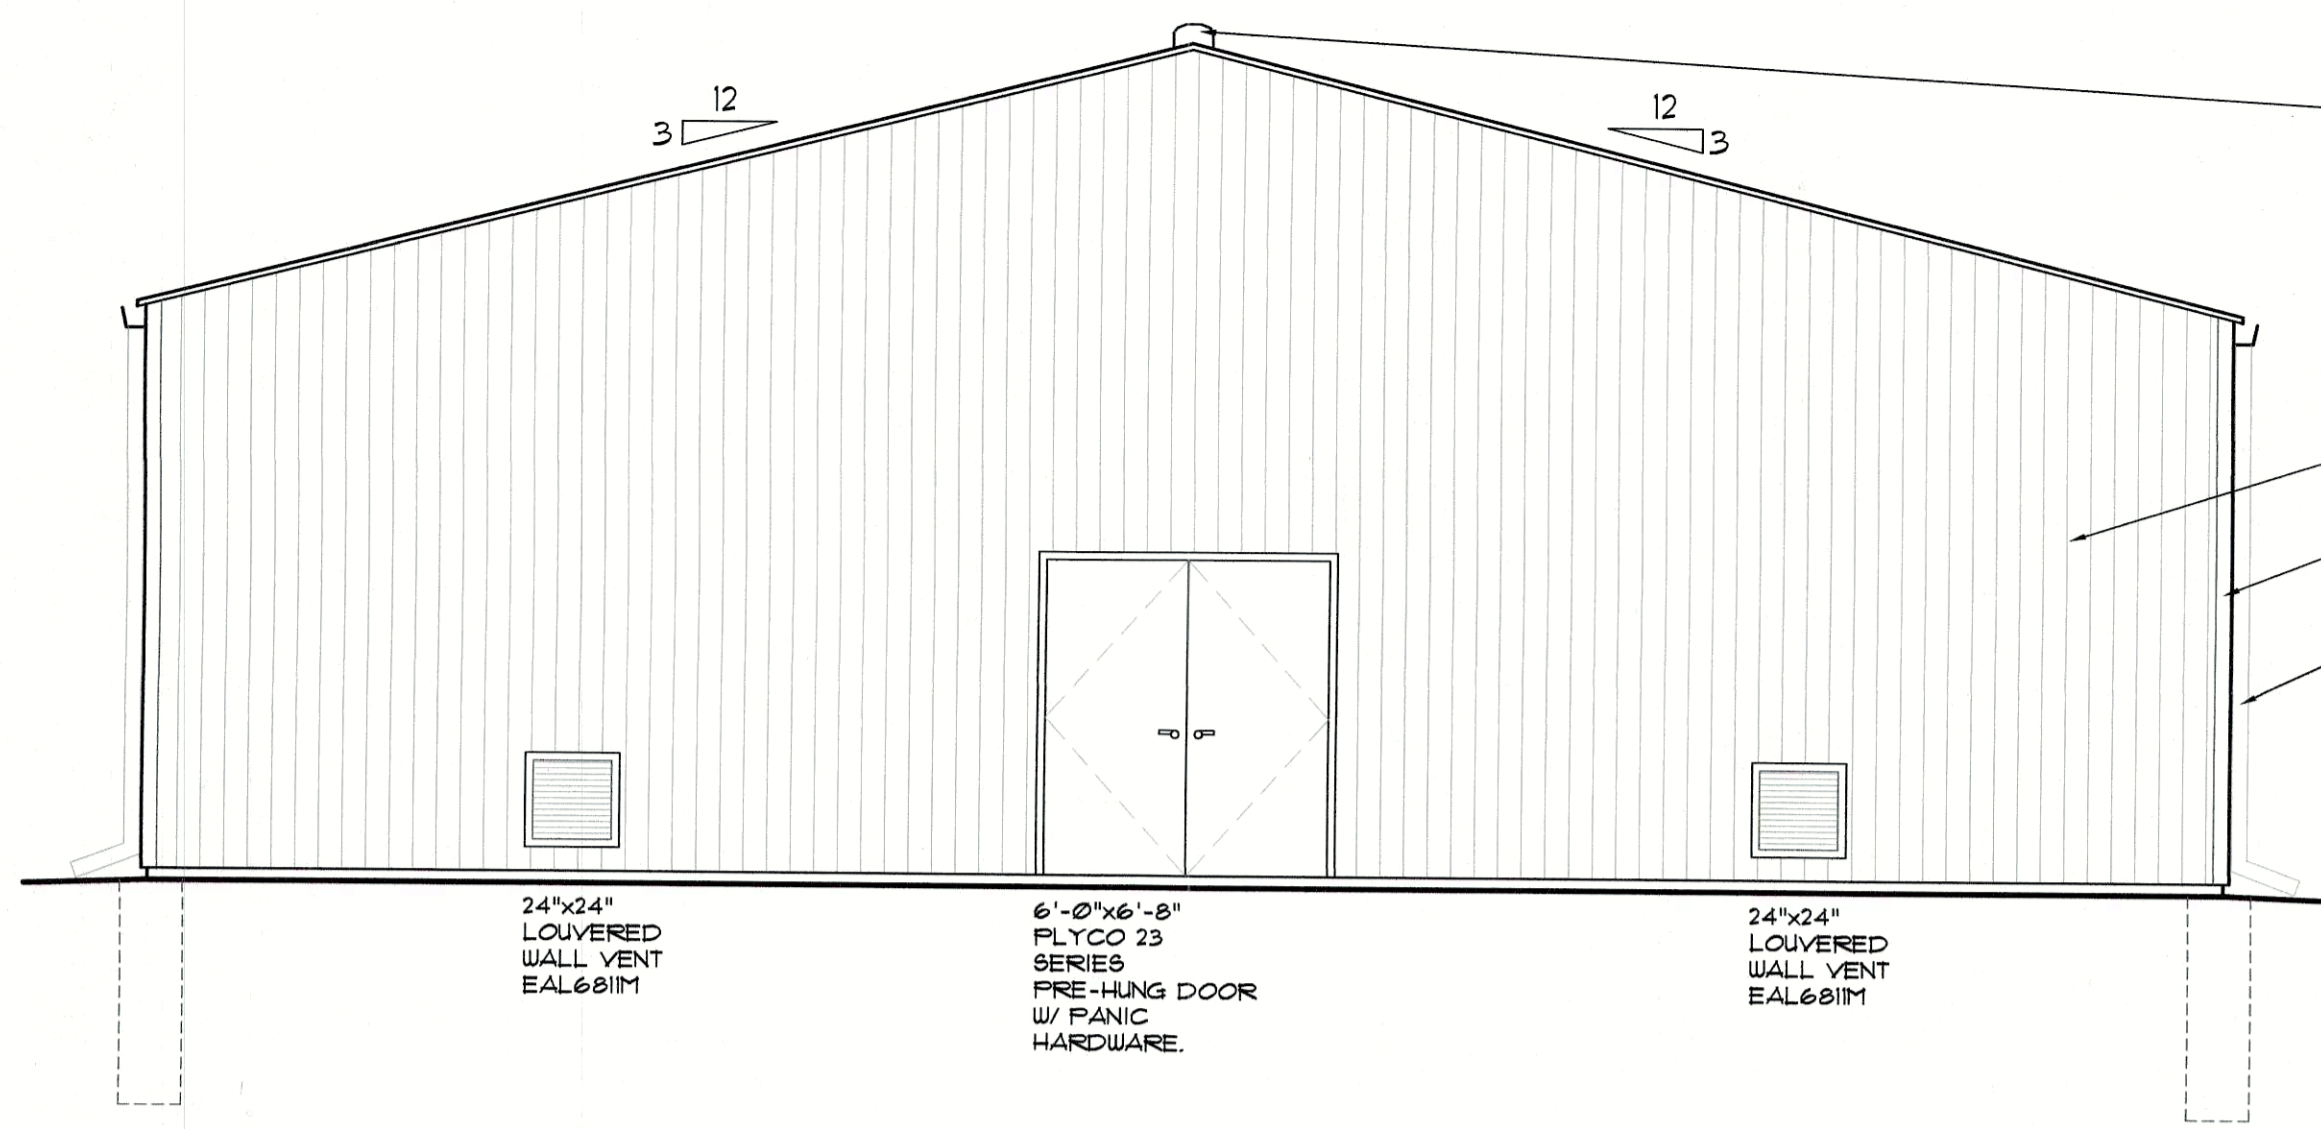 12
3
12
3
24"x24"
LOUVERED
WALL VENT
EAL6811M
6'-0"x6'-8"
PLYCO 23
SERIES
PRE-HUNG DOOR
W/ PANIC
HARDWARE.
24"x24"
LOUVERED
WALL VENT
EAL6811M